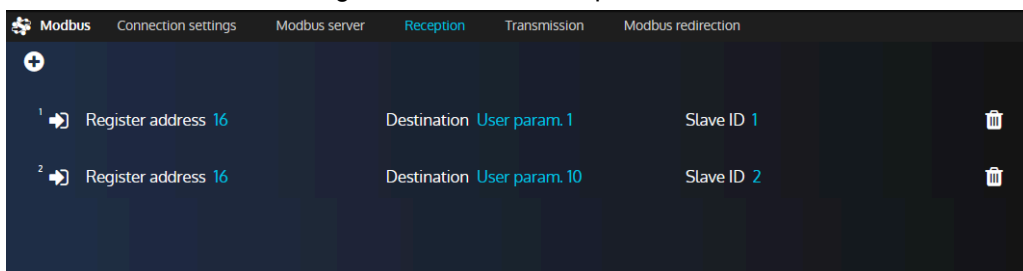 Modbus Connection settings Modbus server Reception Transmission Modbus redirection
1 Register address 16 Destination User param. 1 Slave ID 1
2 Register address 16 Destination User param. 10 Slave ID 2